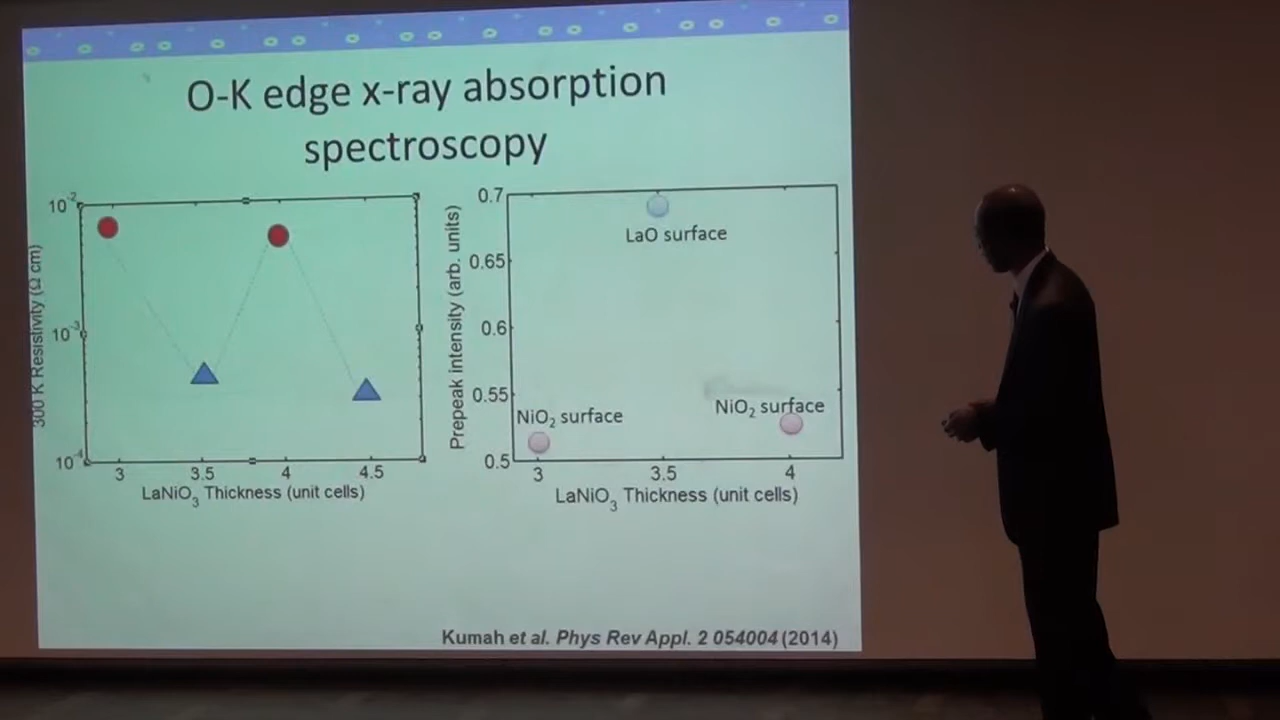 O-K edge x-ray absorption
spectroscopy
300 K Resistivity (Ω cm)
10⁻²
10⁻³
10⁻⁴
3
3.5
4
4.5
LaNiO₃ Thickness (unit cells)
Prepeak intensity (arb. units)
0.7
0.65
0.6
0.55
0.5
LaO surface
NiO₂ surface
NiO₂ surface
3
3.5
4
LaNiO₃ Thickness (unit cells)
Kumah et al. Phys Rev Appl. 2 054004 (2014)